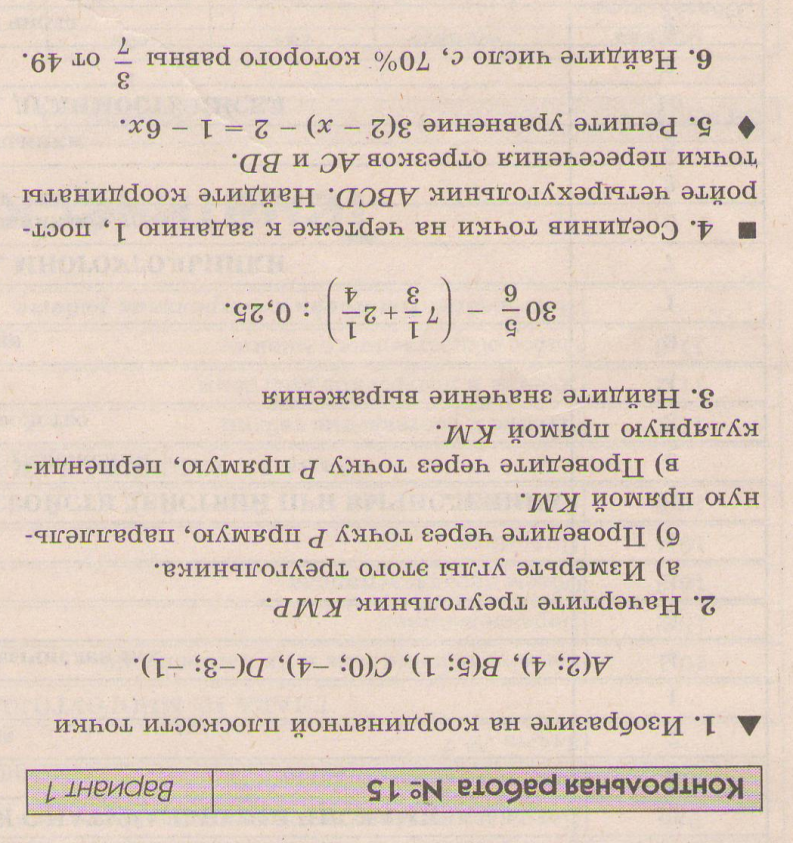 Контрольная работа № 15 Вариант 1
▲ 1. Изобразите на координатной плоскости точки
A(2; 4), B(5; 1), C(0; −4), D(−3; −1).
2. Начертите треугольник KMP.
а) Измерьте углы этого треугольника.
б) Проведите через точку P прямую, параллель-
ную прямой KM.
в) Проведите через точку P прямую, перпенди-
кулярную прямой KM.
3. Найдите значение выражения
30 5/6 − (7 1/3 + 2 1/4) : 0,25.
■ 4. Соединив точки на чертеже к заданию 1, пост-
ройте четырехугольник ABCD. Найдите координаты
точки пересечения отрезков AC и BD.
♦ 5. Решите уравнение 3(2 − x) − 2 = 1 − 6x.
6. Найдите число c, 70% которого равны 3/7 от 49.